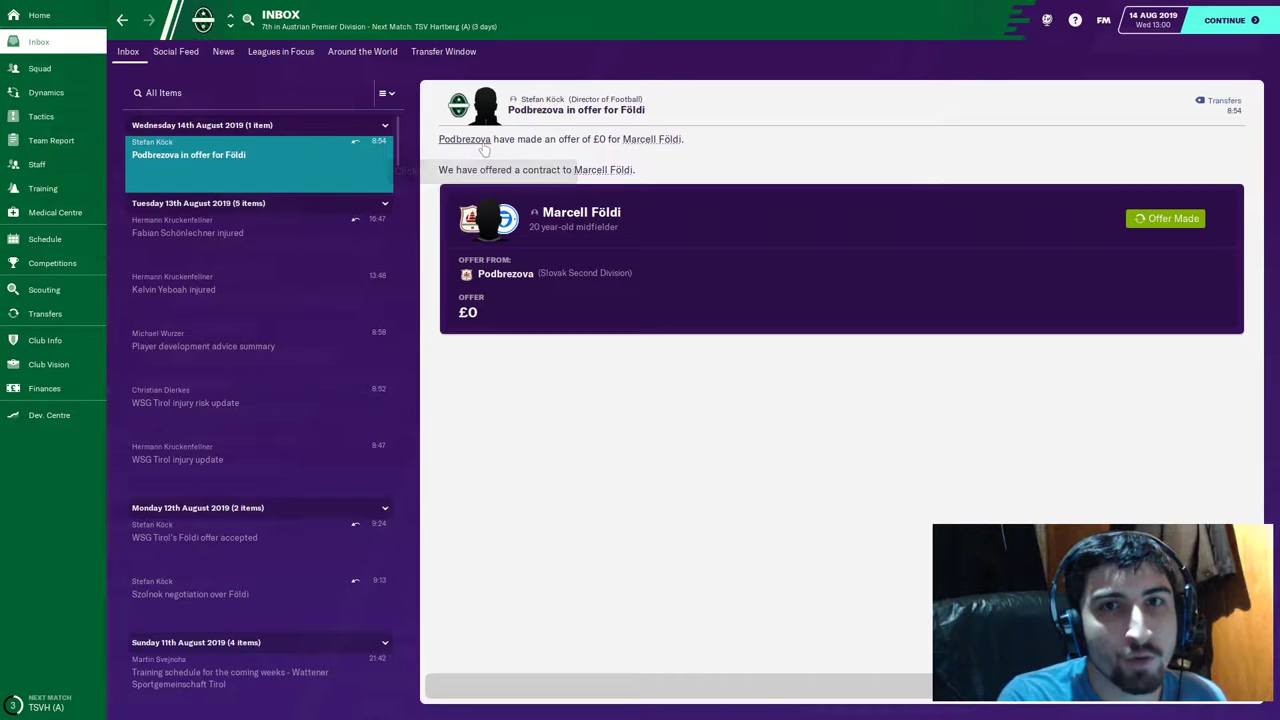 Home
Inbox
Squad
Dynamics
Tactics
Team Report
Staff
Training
Medical Centre
Schedule
Competitions
Scouting
Transfers
Club Info
Club Vision
Finances
Dev. Centre
3
NEXT MATCH
TSVH (A)
INBOX
7th in Austrian Premier Division - Next Match: TSV Hartberg (A) (3 days)
?
FM
14 AUG 2019
Wed 13:00
CONTINUE
Inbox
Social Feed
News
Leagues in Focus
Around the World
Transfer Window
All Items
Wednesday 14th August 2019 (1 item)
Stefan Köck 8:54
Podbrezova in offer for Földi
Tuesday 13th August 2019 (5 items)
Hermann Kruckenfellner 16:47
Fabian Schönlechner injured
Hermann Kruckenfellner 13:48
Kelvin Yeboah injured
Michael Wurzer 8:58
Player development advice summary
Christian Dierkes 8:52
WSG Tirol injury risk update
Hermann Kruckenfellner 8:47
WSG Tirol injury update
Monday 12th August 2019 (2 items)
Stefan Köck 9:24
WSG Tirol's Földi offer accepted
Stefan Köck 9:13
Szolnok negotiation over Földi
Sunday 11th August 2019 (4 items)
Martin Svejnoha 21:42
Training schedule for the coming weeks - Wattener
Sportgemeinschaft Tirol
Stefan Köck (Director of Football)
Podbrezova in offer for Földi
Transfers
8:54
Podbrezova have made an offer of £0 for Marcell Földi.
Click
We have offered a contract to Marcell Földi.
Marcell Földi
20 year-old midfielder
Offer Made
OFFER FROM:
Podbrezova (Slovak Second Division)
OFFER
£0